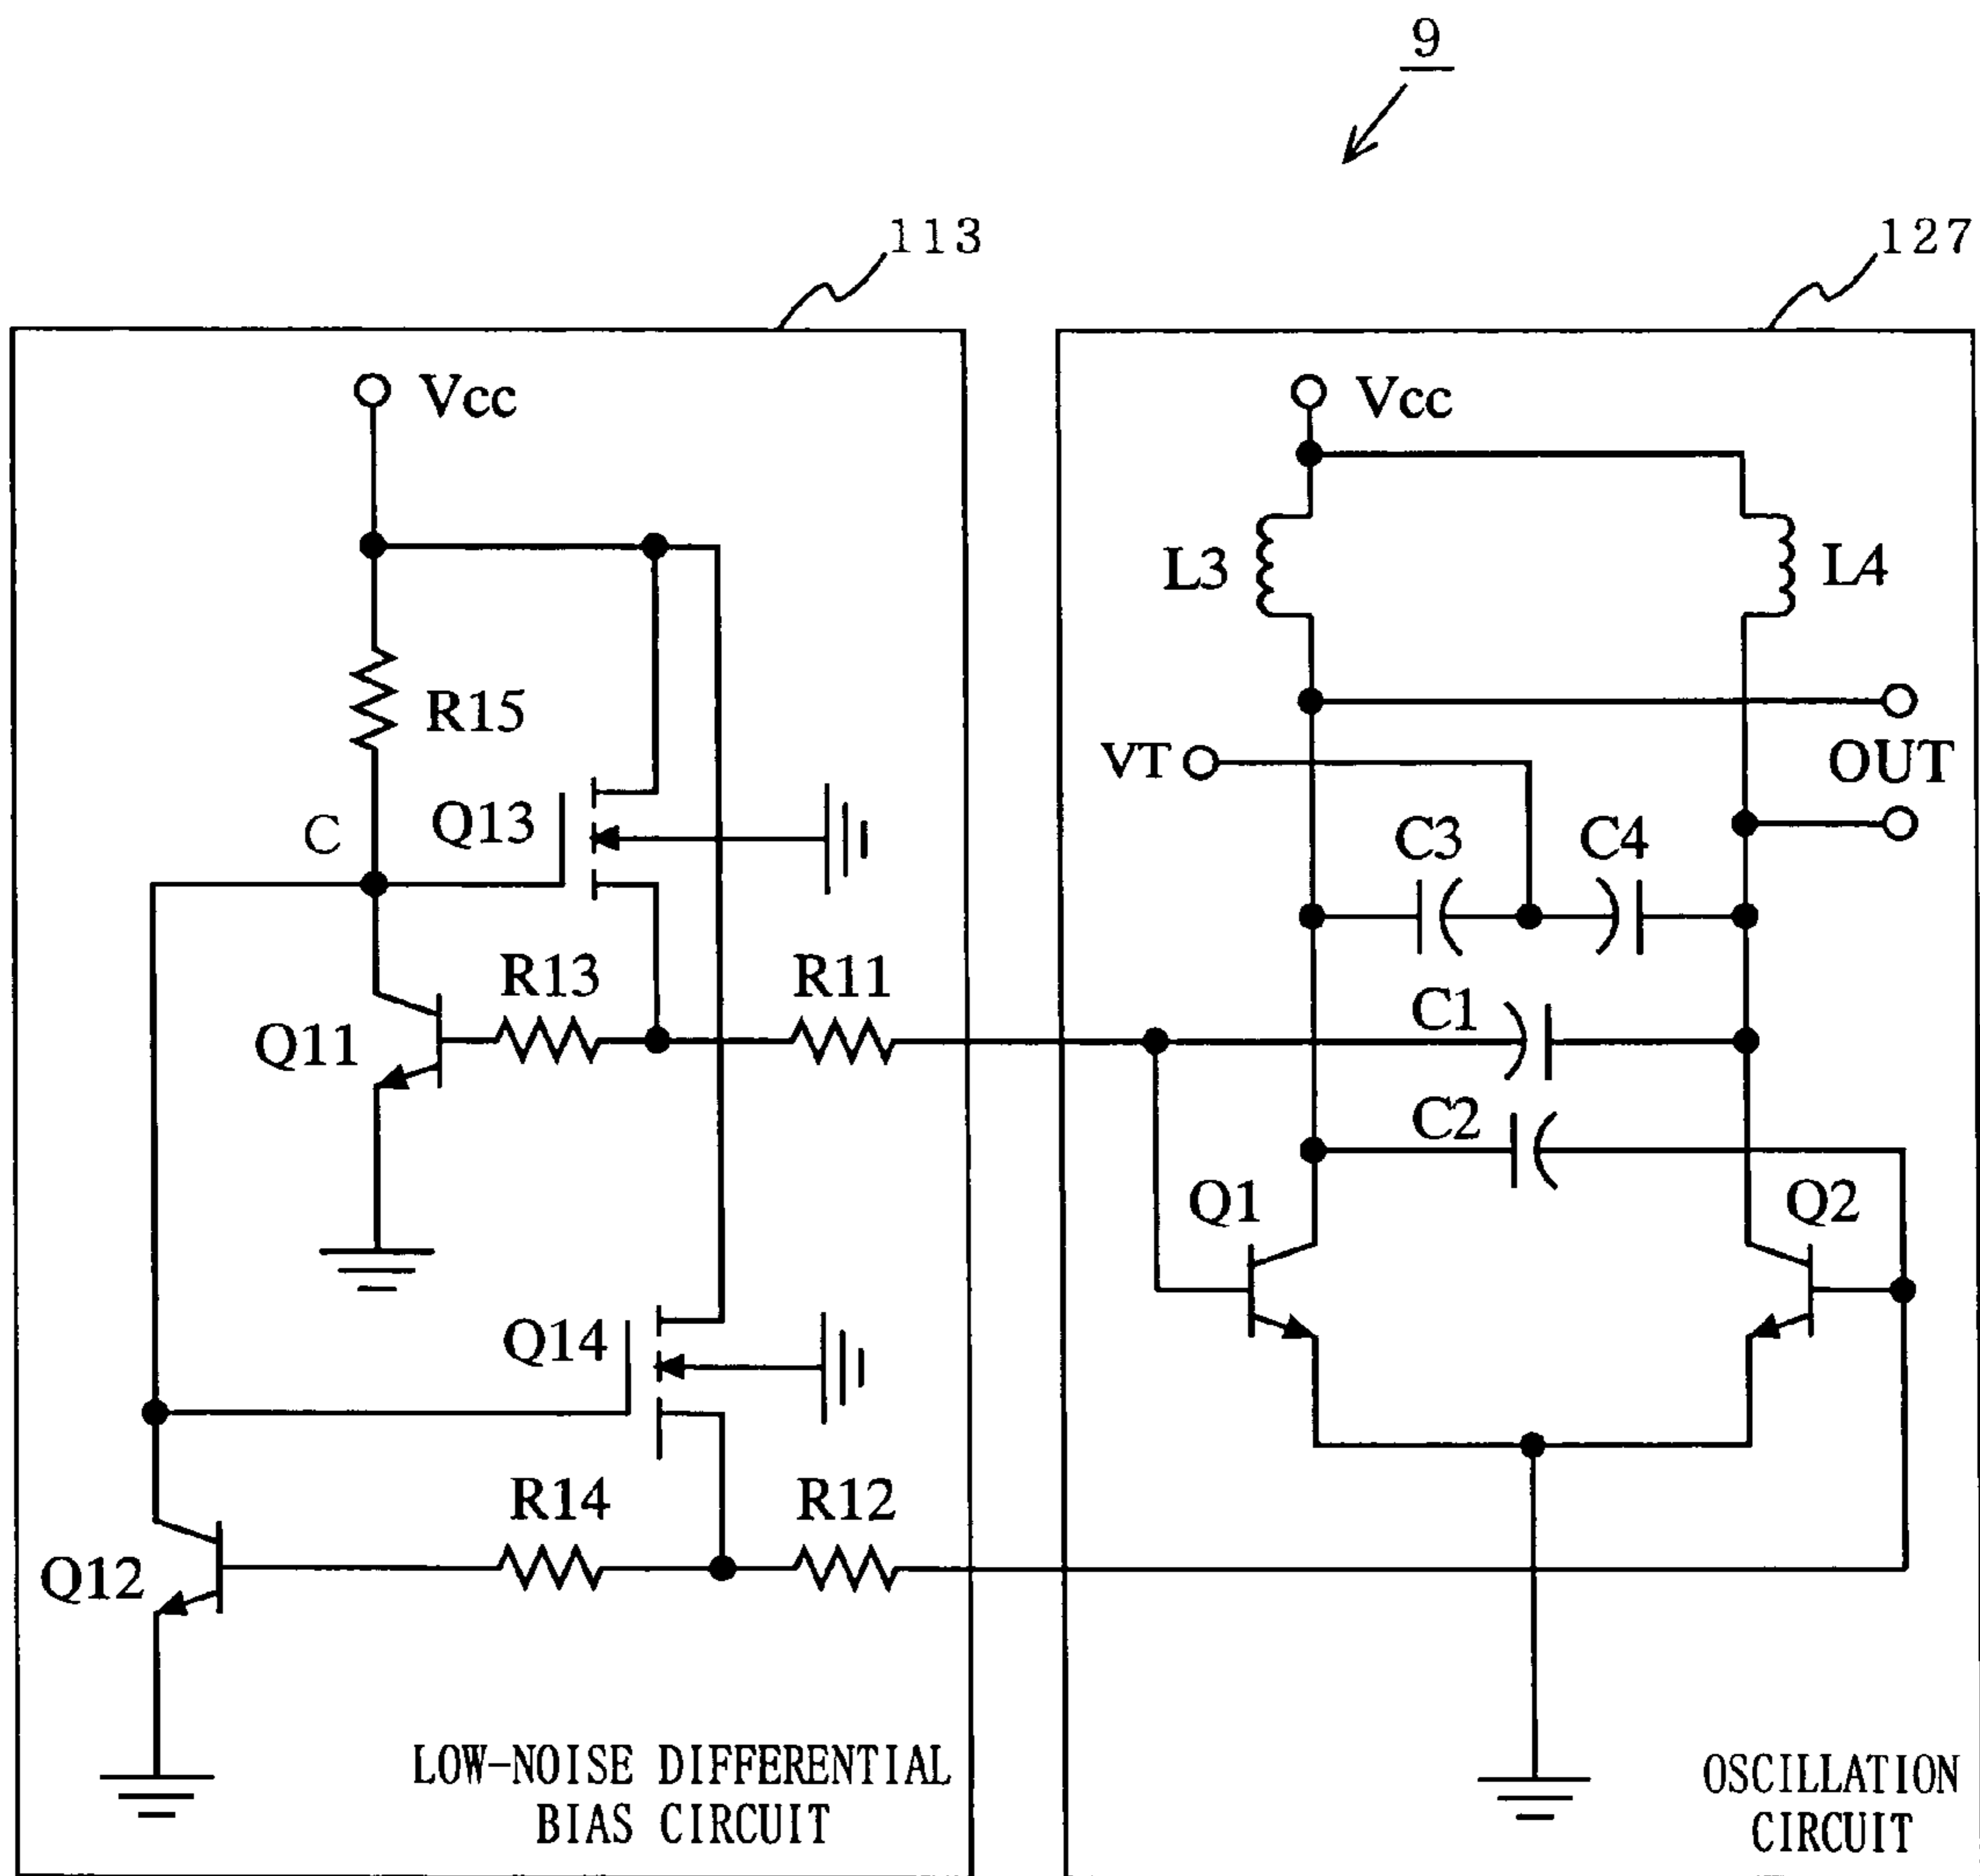 9
113
127
Vcc
Vcc
L3
L4
R15
VT
OUT
Q13
C
C3
C4
R13
R11
C1
Q11
C2
Q1
Q2
Q14
R14
R12
Q12
LOW-NOISE DIFFERENTIAL
BIAS CIRCUIT
OSCILLATION
CIRCUIT